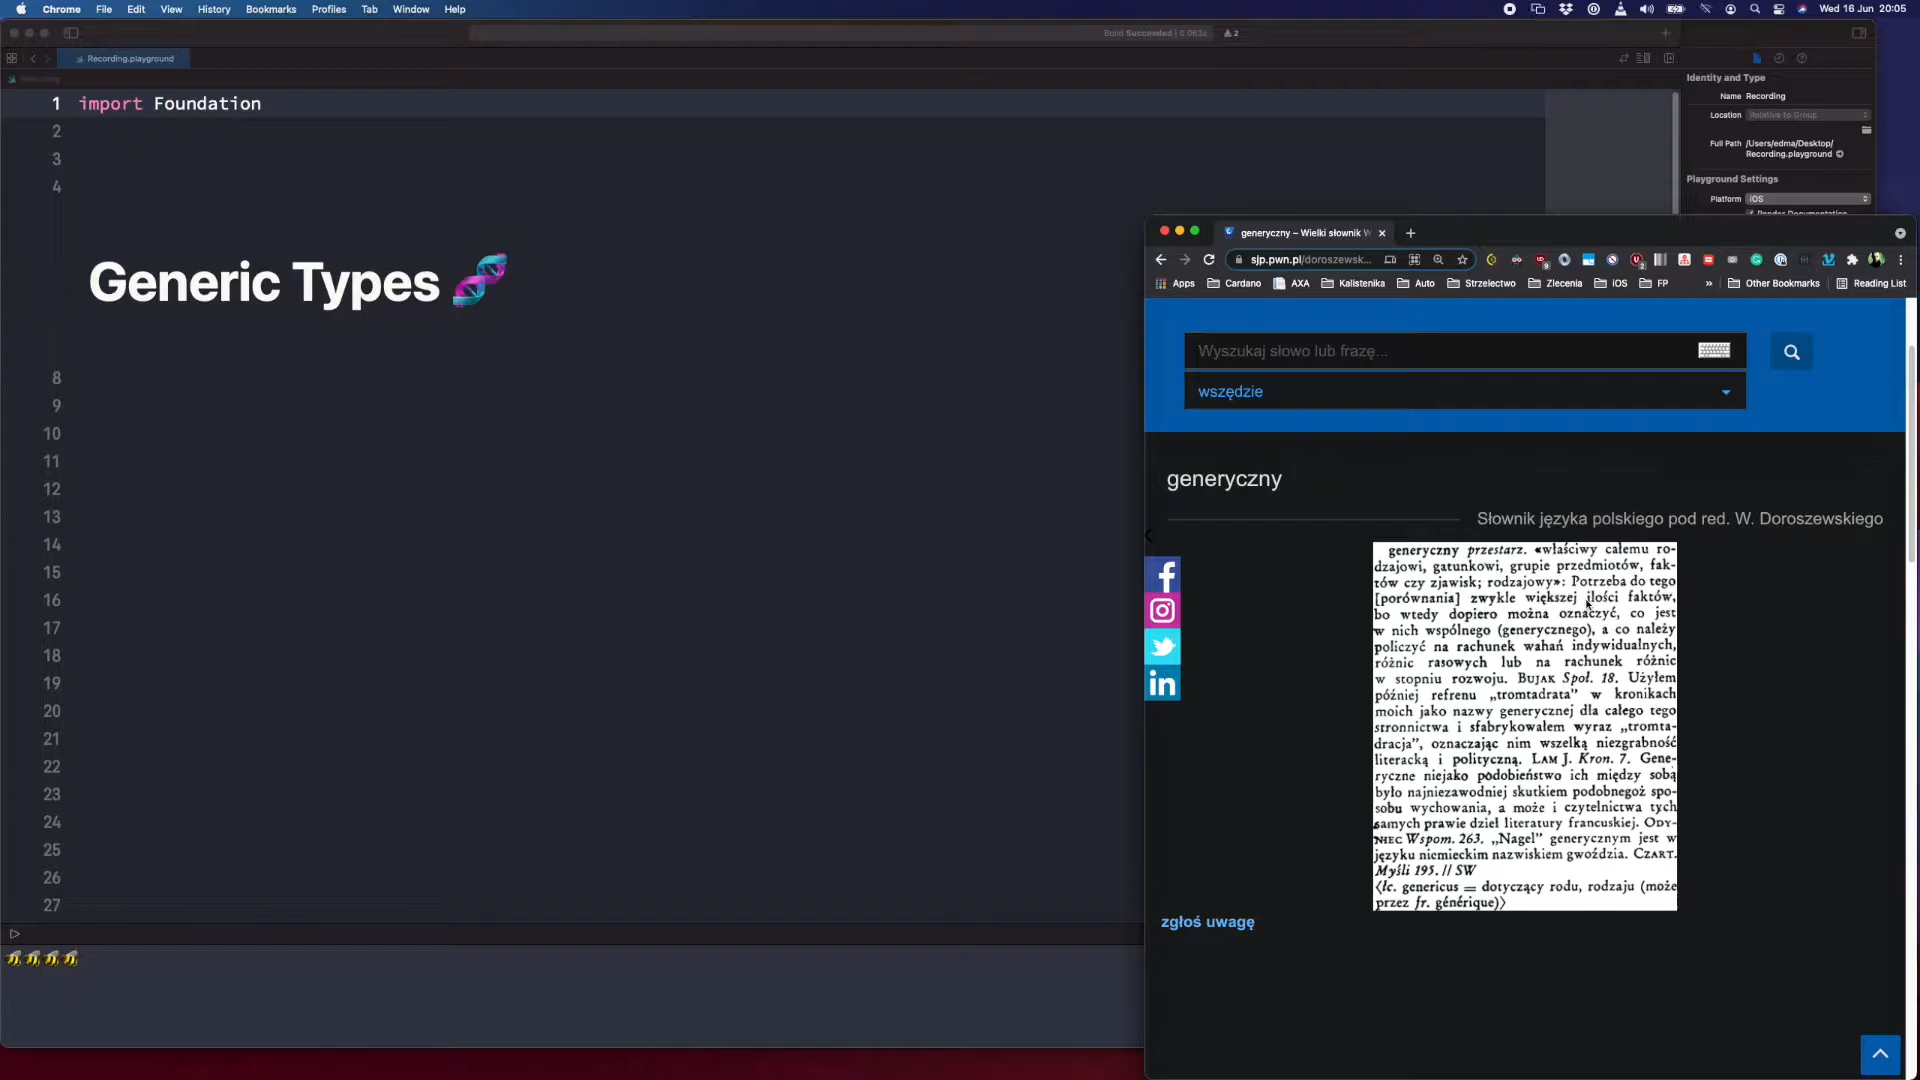 Chrome File Edit View History Bookmarks Profiles Tab Window Help
Wed 16 Jun 20:05
Build Succeeded | 0.063s
2
Recording.playground
Identity and Type
Name Recording
Location Relative to Group
Full Path /Users/edma/Desktop/
Recording.playground
Playground Settings
Platform iOS
Render Documentation
1 import Foundation
2
3
4
Generic Types 🧬
8
9
10
11
12
13
14
15
16
17
18
19
20
21
22
23
24
25
26
27
🐝🐝🐝🐝
generyczny – Wielki słownik W
sjp.pwn.pl/doroszewsk...
Apps Cardano AXA Kalistenika Auto Strzelectwo Zlecenia iOS FP » Other Bookmarks Reading List
Wyszukaj słowo lub frazę...
wszędzie
generyczny
Słownik języka polskiego pod red. W. Doroszewskiego
generyczny przestarz. «właściwy całemu ro-
dzajowi, gatunkowi, grupie przedmiotów, fak-
tów czy zjawisk; rodzajowy»: Potrzeba do tego
[porównania] zwykle większej ilości faktów,
bo wtedy dopiero można oznaczyć, co jest
w nich wspólnego (generycznego), a co należy
policzyć na rachunek wahań indywidualnych,
różnic rasowych lub na rachunek różnic
w stopniu rozwoju. BUJAK Społ. 18. Użyłem
później refrenu „tromtadrata” w kronikach
moich jako nazwy generycznej dla całego tego
stronnictwa i sfabrykowałem wyraz „tromta-
dracja”, oznaczając nim wszelką niezgrabność
literacką i polityczną. LAM J. Kron. 7. Gene-
ryczne niejako podobieństwo ich między sobą
było najniezawodniej skutkiem podobnegoż spo-
sobu wychowania, a może i czytelnictwa tych
samych prawie dzieł literatury francuskiej. ODY-
NIEC Wspom. 263. „Nagel” generycznym jest w
języku niemieckim nazwiskiem gwoździa. CZART.
Myśli 195. // SW
⟨łc. genericus = dotyczący rodu, rodzaju (może
przez fr. générique)⟩
zgłoś uwagę